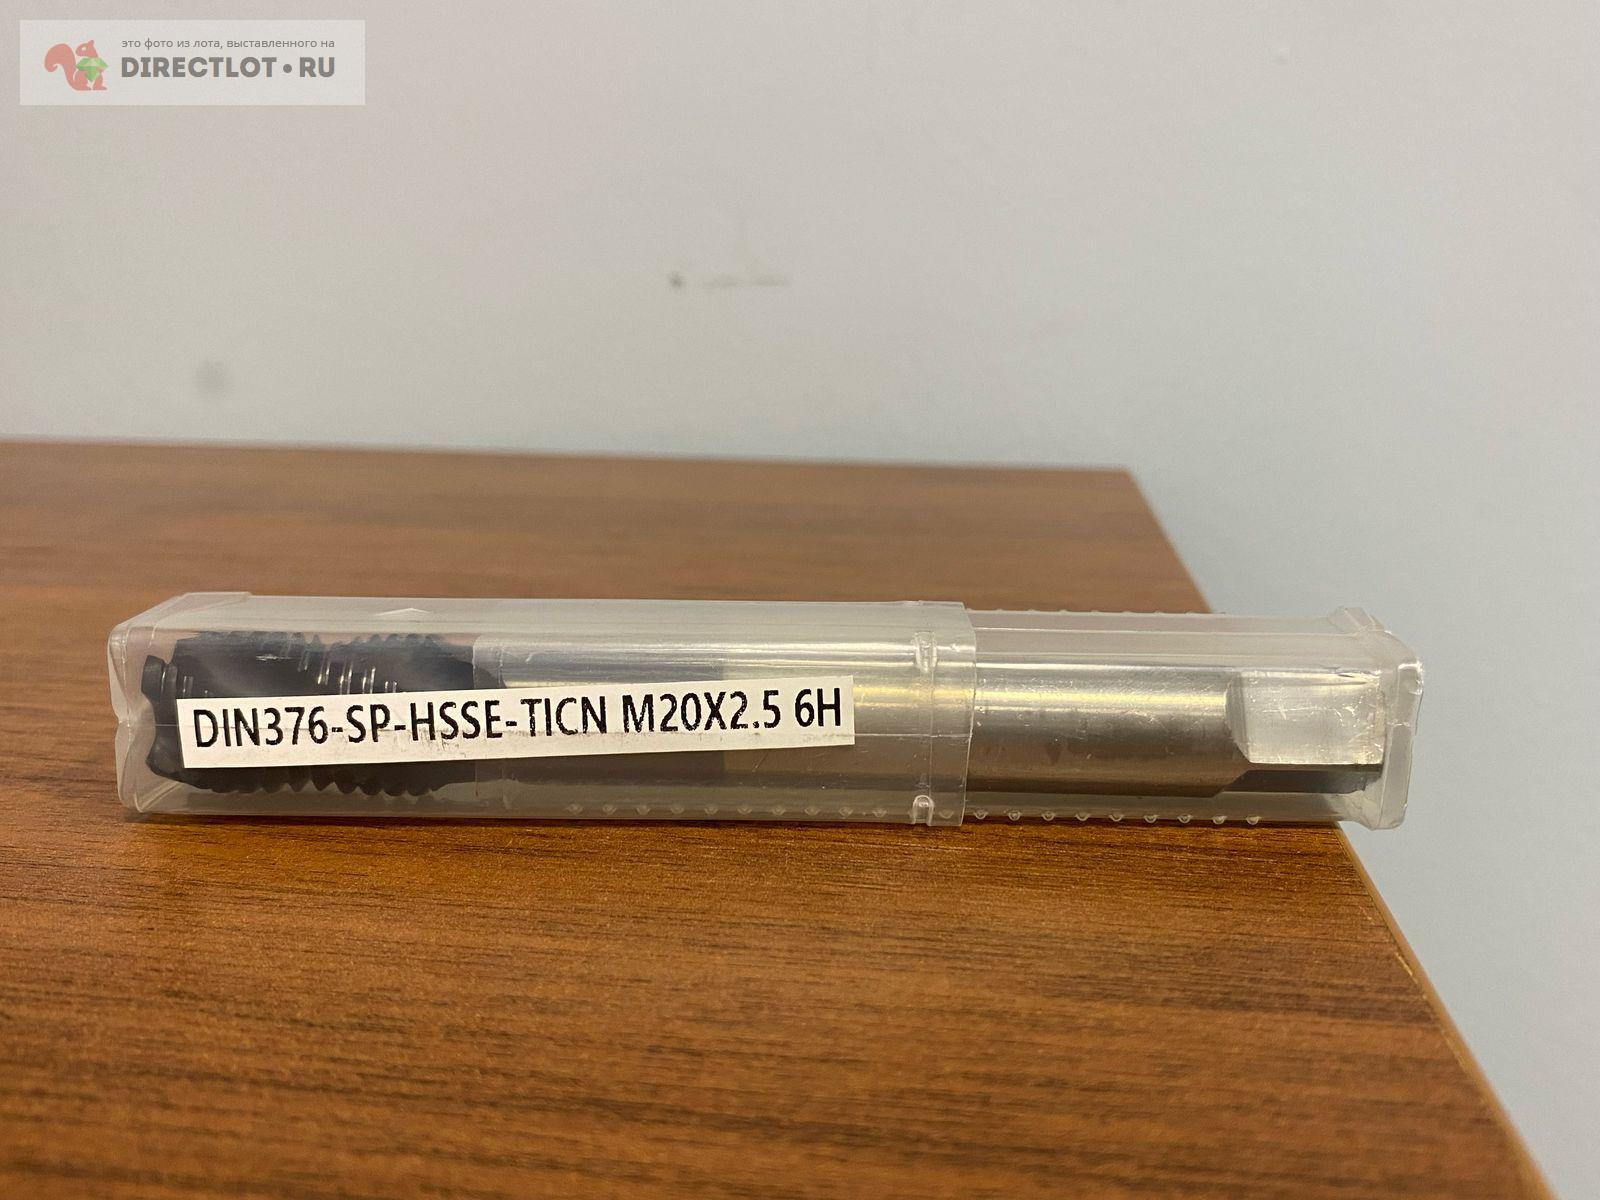 это фото из лота, выставленного на
DIRECTLOT•RU
DIN376-SP-HSSE-TICN M20X2.5 6H